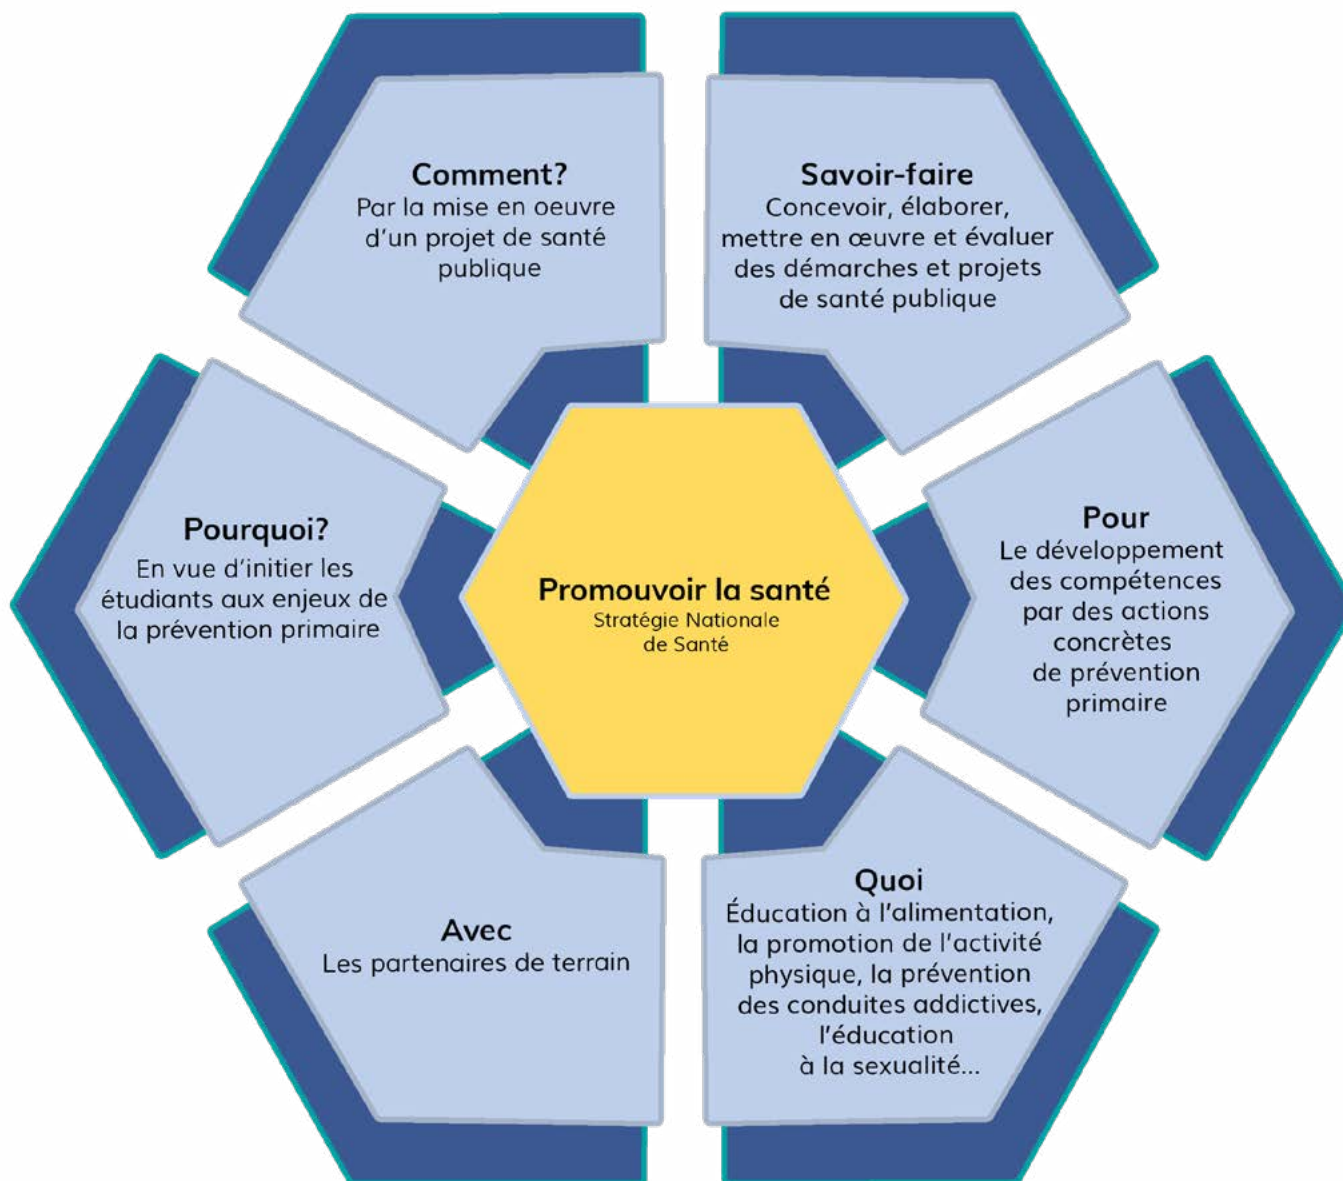 Comment?
Par la mise en oeuvre
d'un projet de santé
publique
Savoir-faire
Concevoir, élaborer,
mettre en œuvre et évaluer
des démarches et projets
de santé publique
Pourquoi?
En vue d'initier les
étudiants aux enjeux de
la prévention primaire
Promouvoir la santé
Stratégie Nationale
de Santé
Pour
Le développement
des compétences
par des actions
concrètes
de prévention
primaire
Avec
Les partenaires de terrain
Quoi
Éducation à l'alimentation,
la promotion de l'activité
physique, la prévention
des conduites addictives,
l'éducation
à la sexualité...